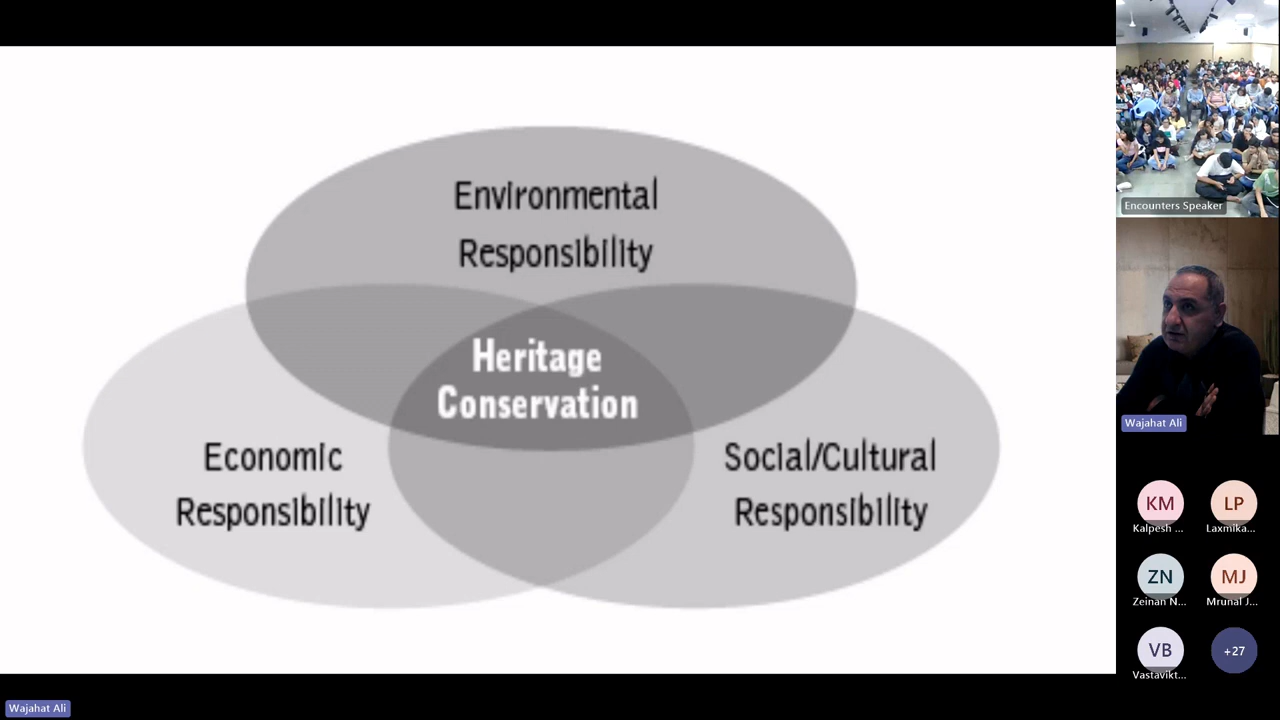 Environmental
Responsibility
Heritage
Conservation
Economic
Responsibility
Social/Cultural
Responsibility
Encounters Speaker
Wajahat Ali
KM
LP
Kalpesh ...
Laxmika...
ZN
MJ
Zeinan N...
Mrunal J...
VB
+27
Vastavikt...
Wajahat Ali